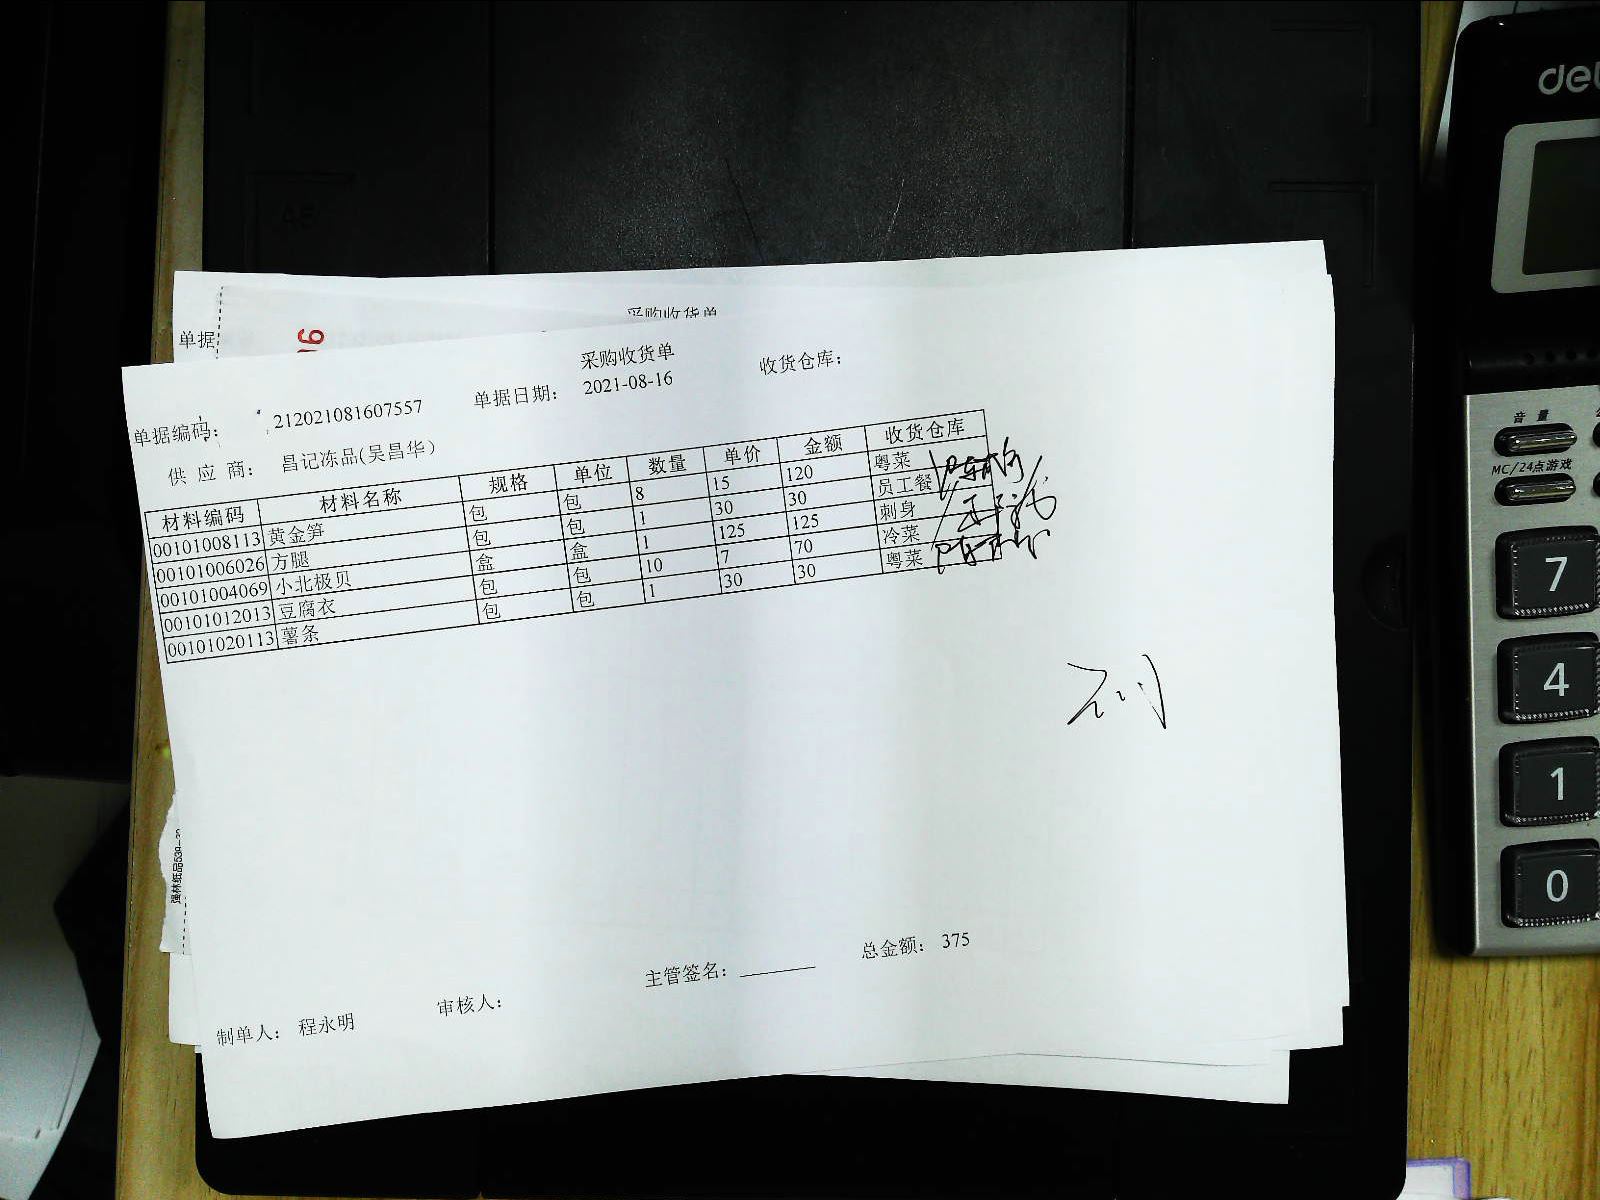 采购收货单
单据
采购收货单
单据编码： 212021081607557 单据日期： 2021-08-16 收货仓库：
供 应 商： 昌记冻品(吴昌华)
材料编码 材料名称 规格 单位 数量 单价 金额 收货仓库
00101008113 黄金笋 包 包 8 15 120 粤菜
00101006026 方腿 包 包 1 30 30 员工餐
00101004069 小北极贝 盒 盒 1 125 125 刺身
00101012013 豆腐衣 包 包 10 7 70 冷菜
00101020113 薯条 包 包 1 30 30 粤菜
总金额： 375
主管签名：
审核人：
制单人： 程永明
音量
MC/24点游戏
7
4
1
0